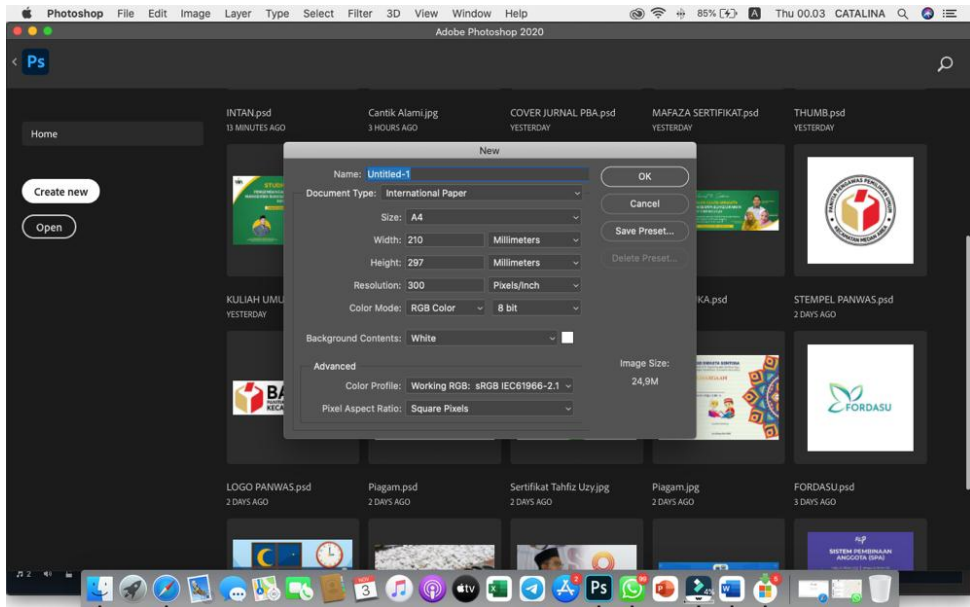 Photoshop File Edit Image Layer Type Select Filter 3D View Window Help 85% A Thu 00.03 CATALINA
Adobe Photoshop 2020
Ps
INTAN.psd Cantik Alami.jpg COVER JURNAL PBA.psd MAFAZA SERTIFIKAT.psd THUMB.psd
13 MINUTES AGO 3 HOURS AGO YESTERDAY YESTERDAY YESTERDAY
Home
Create new
Open
New
Name: Untitled-1
OK
Document Type: International Paper
Cancel
Size: A4
Save Preset...
Width: 210 Millimeters
Height: 297 Millimeters
Delete Preset...
Resolution: 300 Pixels/Inch
Color Mode: RGB Color 8 bit
Background Contents: White
Advanced
Image Size:
Color Profile: Working RGB: sRGB IEC61966-2.1
24,9M
Pixel Aspect Ratio: Square Pixels
KULIAH UMU KA.psd STEMPEL PANWAS.psd
YESTERDAY 2 DAYS AGO
BA
KECA
FORDASU
LOGO PANWAS.psd Piagam.psd Sertifikat Tahfiz Uzy.jpg Piagam.jpg FORDASU.psd
2 DAYS AGO 2 DAYS AGO 2 DAYS AGO 2 DAYS AGO 3 DAYS AGO
SISTEM PEMBINAAN
ANGGOTA (SPA)
NOV
3
tv
Ps